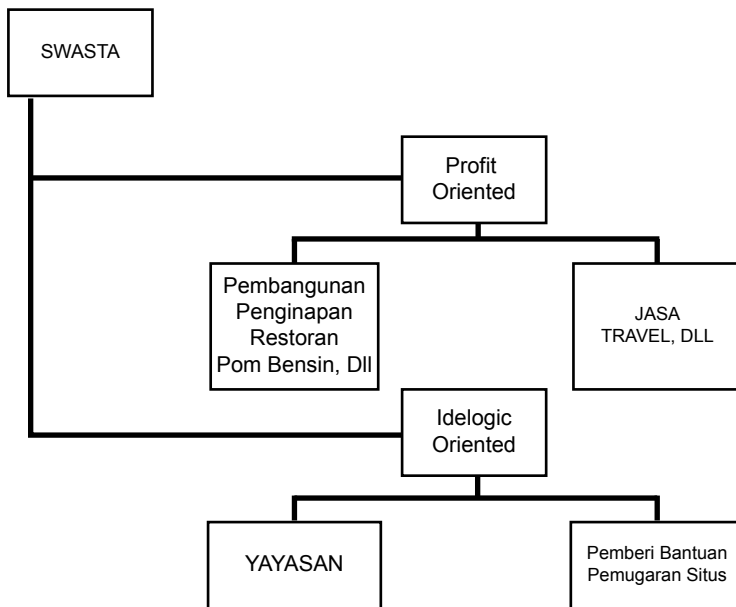 SWASTA
Profit
Oriented
Pembangunan
Penginapan
Restoran
Pom Bensin, Dll
JASA
TRAVEL, DLL
Idelogic
Oriented
YAYASAN
Pemberi Bantuan
Pemugaran Situs